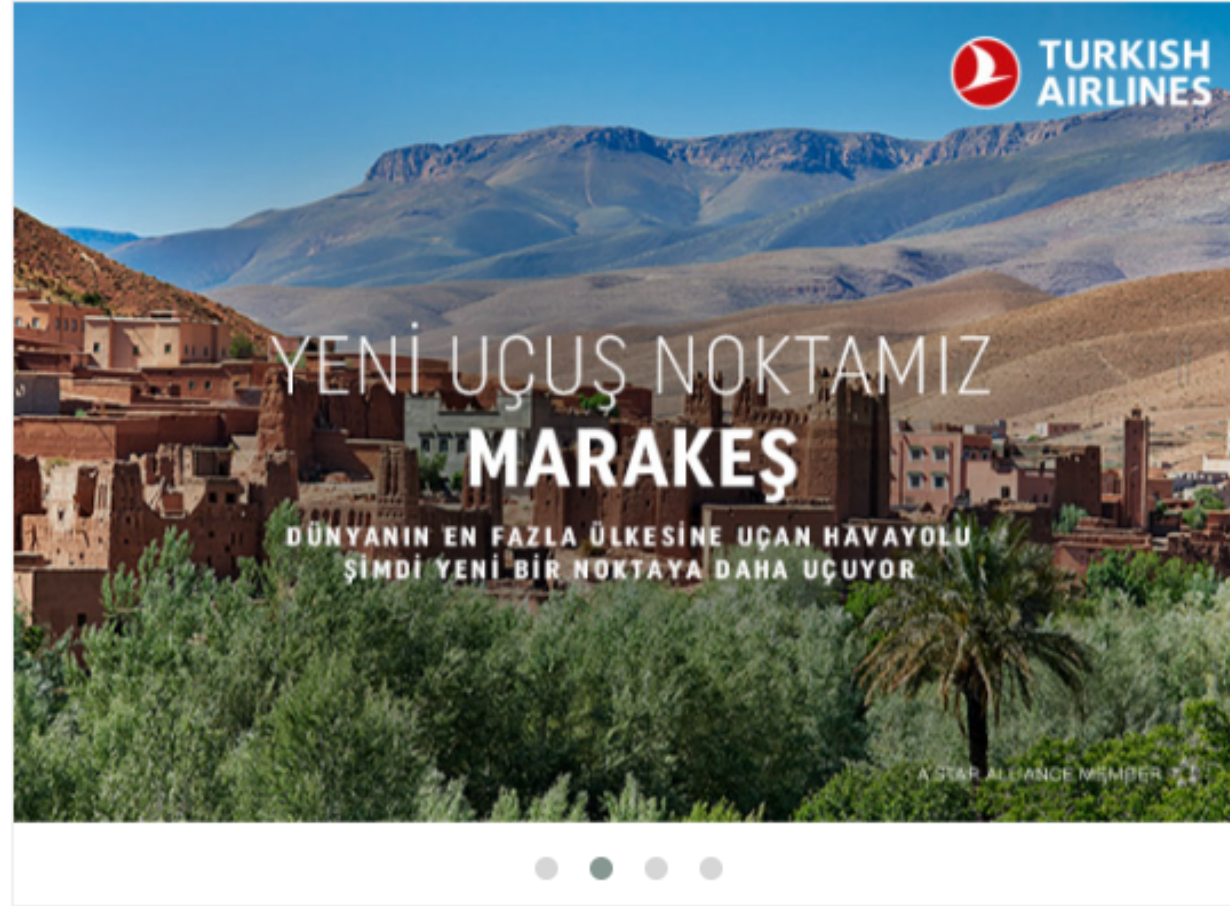 TURKISH
AIRLINES
YENİ UÇUŞ NOKTAMIZ
MARAKEŞ
DÜNYANIN EN FAZLA ÜLKESİNE UÇAN HAVAYOLU
ŞİMDİ YENİ BİR NOKTAYA DAHA UÇUYOR
A STAR ALLIANCE MEMBER